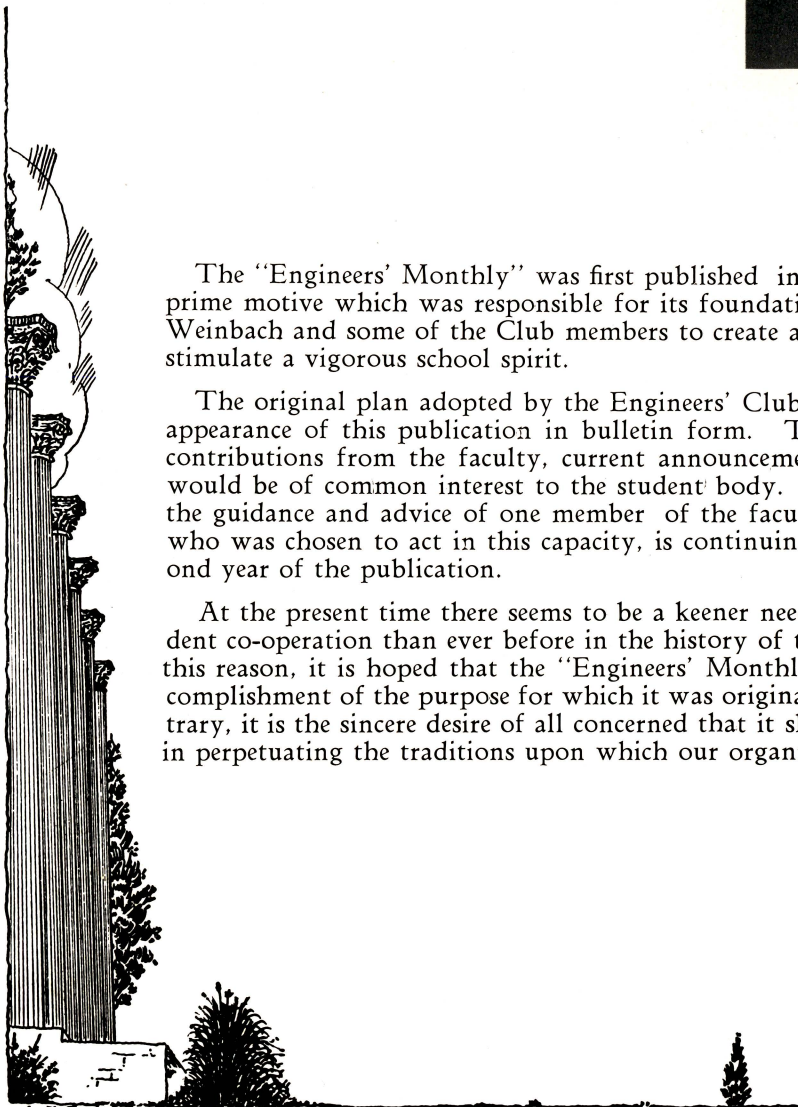 The “Engineers’ Monthly” was first published in
prime motive which was responsible for its foundati
Weinbach and some of the Club members to create a
stimulate a vigorous school spirit.
The original plan adopted by the Engineers’ Club
appearance of this publication in bulletin form. T
contributions from the faculty, current announceme
would be of common interest to the student body.
the guidance and advice of one member of the facu
who was chosen to act in this capacity, is continuin
ond year of the publication.
At the present time there seems to be a keener nee
dent co-operation than ever before in the history of t
this reason, it is hoped that the “Engineers’ Monthl
complishment of the purpose for which it was origina
trary, it is the sincere desire of all concerned that it s
in perpetuating the traditions upon which our organ